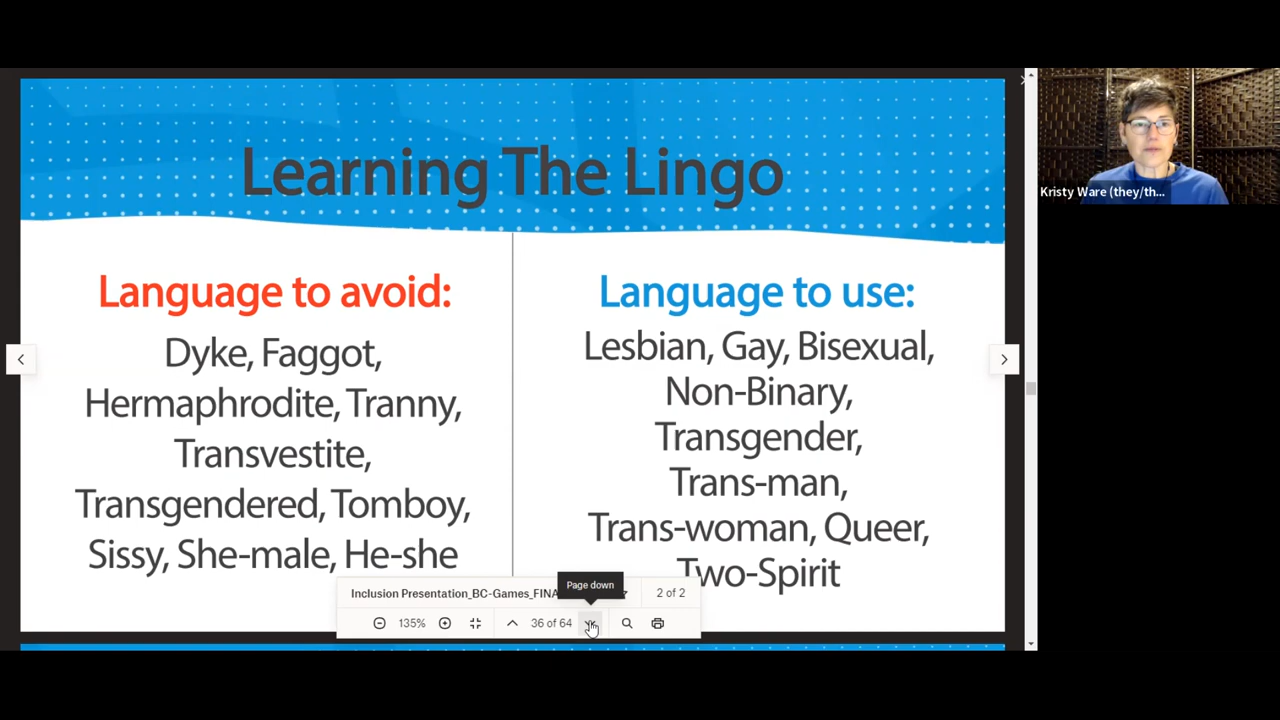 Learning The Lingo
Language to avoid:
Dyke, Faggot,
Hermaphrodite, Tranny,
Transvestite,
Transgendered, Tomboy,
Sissy, She-male, He-she
Language to use:
Lesbian, Gay, Bisexual,
Non-Binary,
Transgender,
Trans-man,
Trans-woman, Queer,
Two-Spirit
Page down
Inclusion Presentation_BC-Games_FINA
2 of 2
135%
36 of 64
Kristy Ware (they/th...